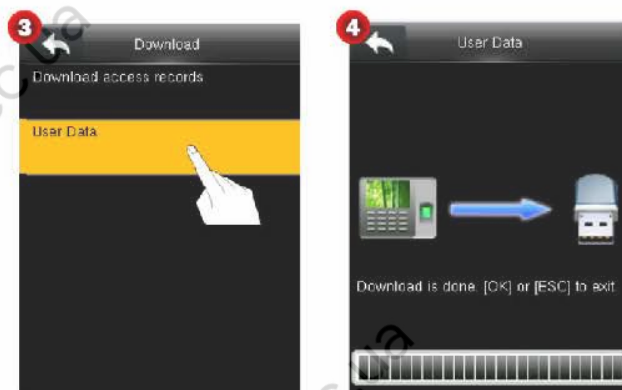 3
Download
Download access records
User Data
4
User Data
Download is done. [OK] or [ESC] to exit